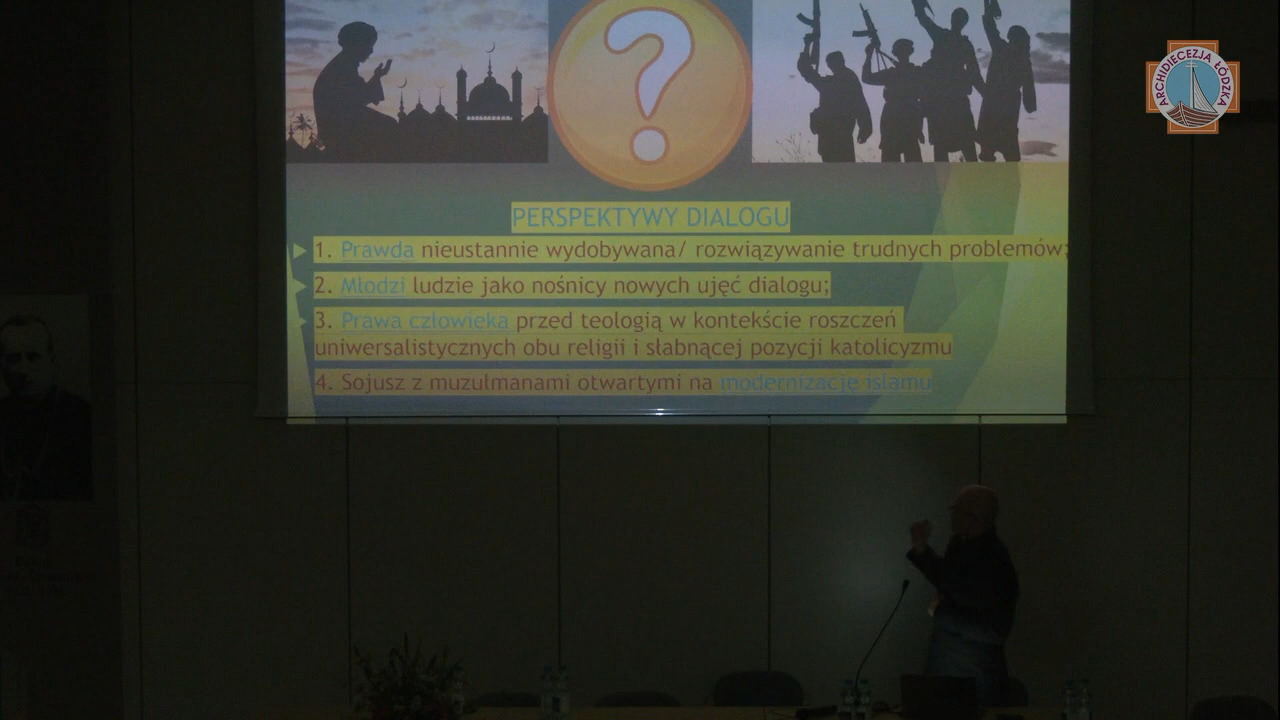 ARCHIDIECEZJA ŁÓDZKA
?
PERSPEKTYWY DIALOGU
1. Prawda nieustannie wydobywana/ rozwiązywanie trudnych problemów;
2. Młodzi ludzie jako nośnicy nowych ujęć dialogu;
3. Prawa człowieka przed teologią w kontekście roszczeń
uniwersalistycznych obu religii i słabnącej pozycji katolicyzmu
4. Sojusz z muzułmanami otwartymi na modernizację islamu